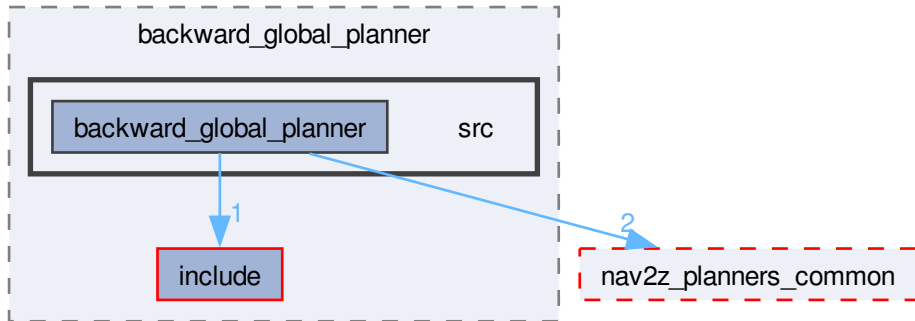 backward_global_planner
backward_global_planner
src
1
2
include
nav2z_planners_common